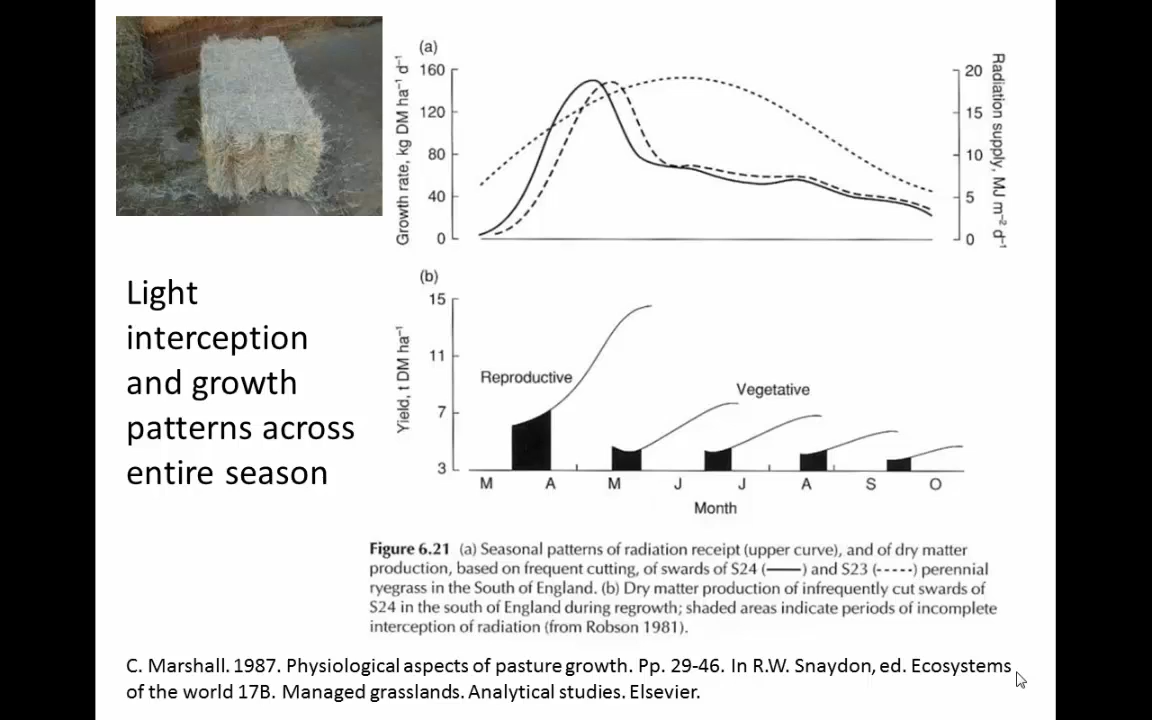 (a)
160
120
80
40
0
Growth rate, kg DM ha⁻¹ d⁻¹
20
15
10
5
0
Radiation supply, MJ m⁻² d⁻¹
Light
interception
and growth
patterns across
entire season
(b)
15
11
7
3
Yield, t DM ha⁻¹
Reproductive
Vegetative
M A M J J A S O
Month
Figure 6.21 (a) Seasonal patterns of radiation receipt (upper curve), and of dry matter
production, based on frequent cutting, of swards of S24 (——) and S23 (-----) perennial
ryegrass in the South of England. (b) Dry matter production of infrequently cut swards of
S24 in the south of England during regrowth; shaded areas indicate periods of incomplete
interception of radiation (from Robson 1981).
C. Marshall. 1987. Physiological aspects of pasture growth. Pp. 29-46. In R.W. Snaydon, ed. Ecosystems
of the world 17B. Managed grasslands. Analytical studies. Elsevier.